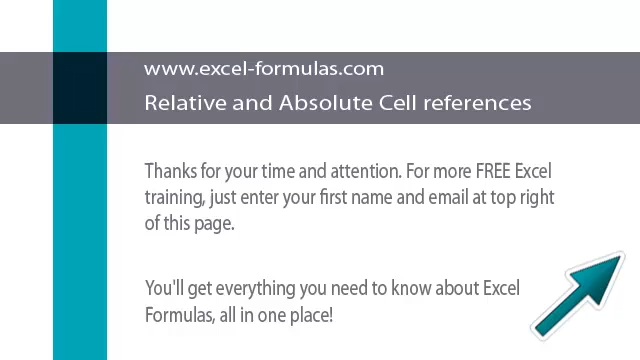 www.excel-formulas.com
Relative and Absolute Cell references
Thanks for your time and attention. For more FREE Excel
training, just enter your first name and email at top right
of this page.
You'll get everything you need to know about Excel
Formulas, all in one place!